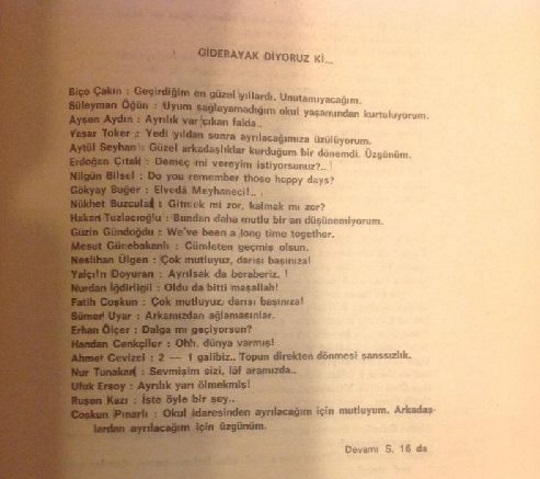 GİDERAYAK DİYORUZ Kİ...
Biço Çakın : Geçirdiğim en güzel yıllardı. Unutamıyacağım.
Süleyman Öğün : Uyum sağlayamadığım okul yaşamından kurtuluyorum.
Ayşen Aydın : Ayrılık var çıkan falda..
Yaşar Toker : Yedi yıldan sonra ayrılacağımıza üzülüyorum.
Aytül Seyhan : Güzel arkadaşlıklar kurduğum bir dönemdi. Üzgünüm.
Erdoğan Çıtak : Demeç mi vereyim istiyorsunuz?..
Nilgün Bilsel : Do you remember those happy days?
Gökyay Buğer : Elveda Meyhaneci!.. .
Nükhet Buzcular : Gitmek mi zor, kalmak mı zor?
Hakan Tuzlacıoğlu : Bundan daha mutlu bir an düşünemiyorum.
Güzin Gündoğdu : We've been a long time together.
Mesut Günebakanlı : Cümleten geçmiş olsun.
Neslihan Ülgen : Çok mutluyuz, darısı başınıza!
Yalçın Doyuran : Ayrılsak da beraberiz. !
Nurdan İğdirligil : Oldu da bitti maşallah!
Fatih Coşkun : Çok mutluyuz, darısı başınıza!
Sümer Uyar : Arkamızdan ağlamasınlar.
Erhan Ölçer : Dalga mı geçiyorsun?
Handan Cenkçiler : Ohh, dünya varmış!
Ahmet Cevizel : 2 — 1 galibiz.. Topun direkten dönmesi şanssızlık.
Nur Tunakan : Sevmişim sizi, lâf aramızda..
Ufuk Ersoy : Ayrılık yarı ölmekmiş!
Ruşen Kazı : İşte öyle bir şey..
Coşkun Pınarlı : Okul idaresinden ayrılacağım için mutluyum. Arkadaş-
lardan ayrılacağım için üzgünüm.
Devamı S. 16 da